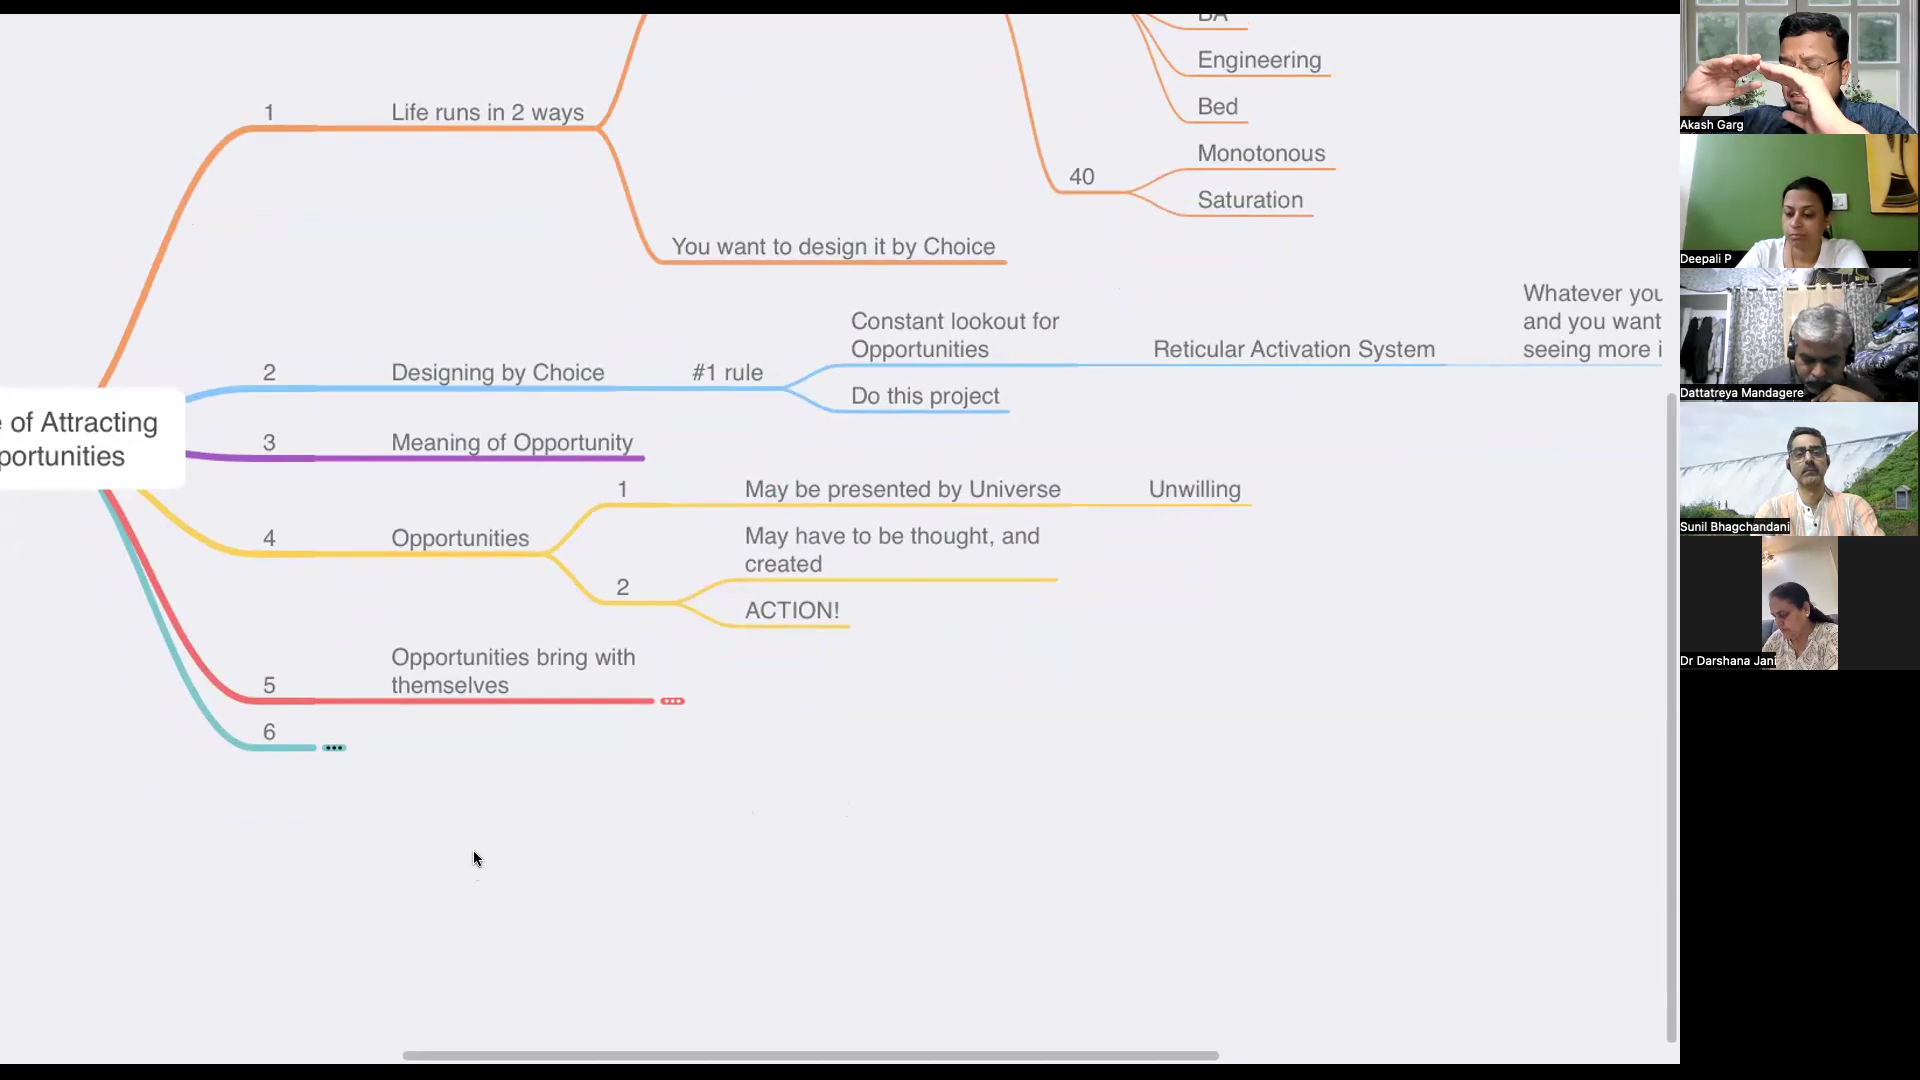 BA
Engineering
Bed
1
Life runs in 2 ways
40
Monotonous
Saturation
You want to design it by Choice
2
Designing by Choice
#1 rule
Constant lookout for
Opportunities
Reticular Activation System
Whatever you
and you want
seeing more i
Do this project
of Attracting
portunities
3
Meaning of Opportunity
4
Opportunities
1
May be presented by Universe
Unwilling
2
May have to be thought, and
created
ACTION!
5
Opportunities bring with
themselves
6
Akash Garg
Deepali P
Dattatreya Mandagere
Sunil Bhagchandani
Dr Darshana Jani